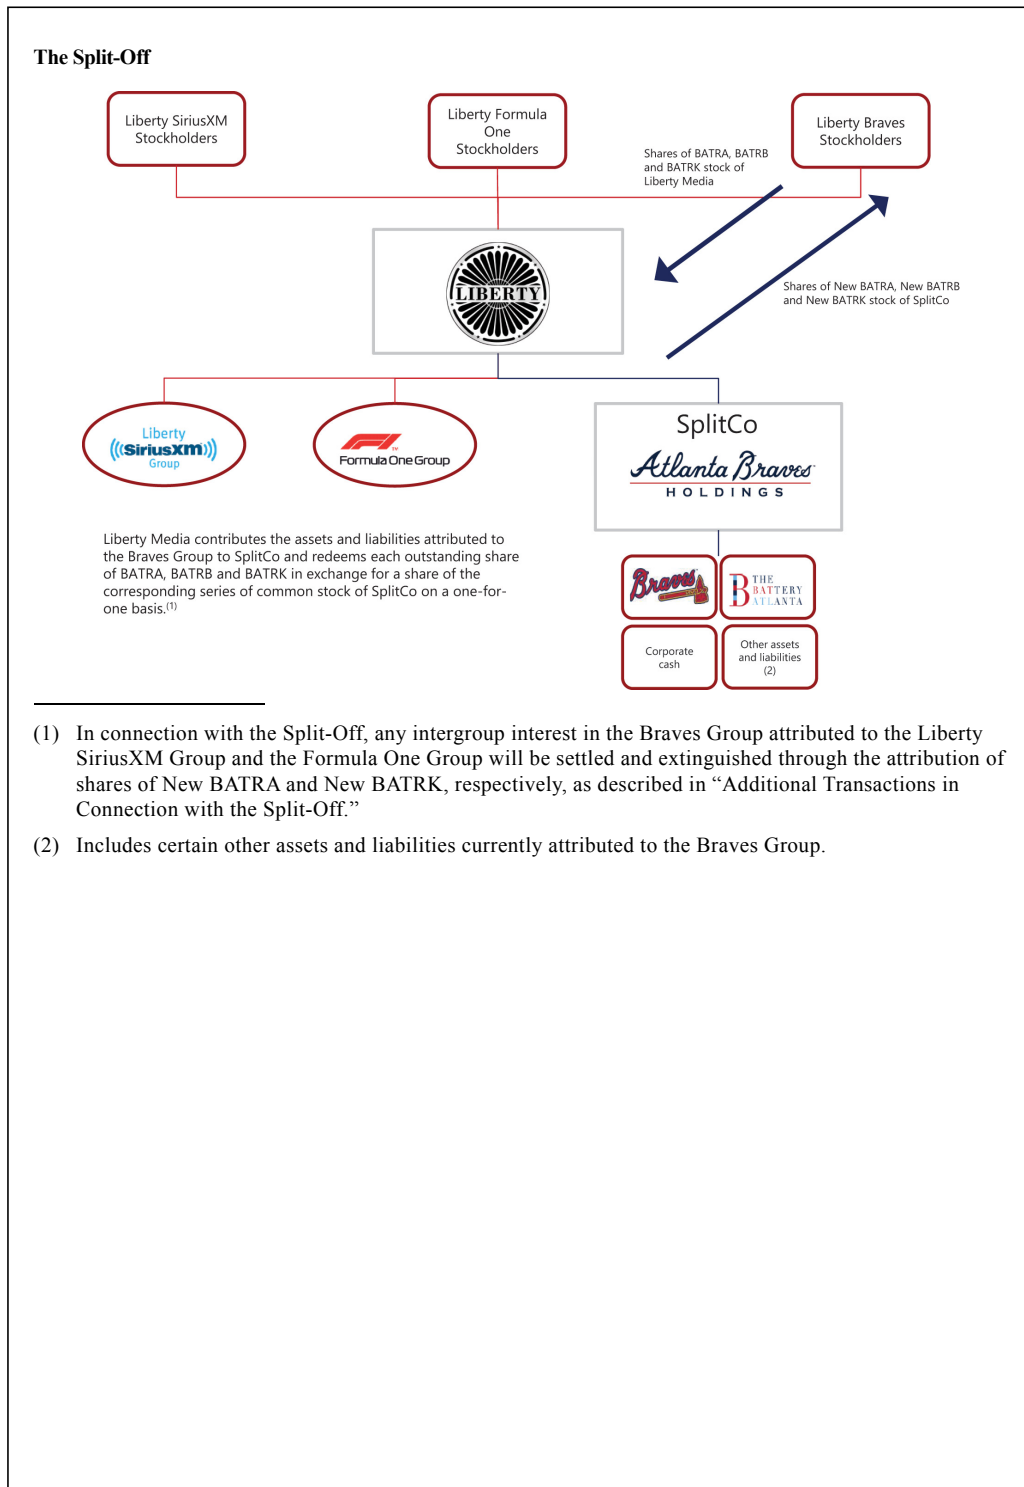 The Split-Off
Liberty SiriusXM
Stockholders
Liberty Formula
One
Stockholders
Liberty Braves
Stockholders
Shares of BATRA, BATRB
and BATRK stock of
Liberty Media
LIBERTY
Shares of New BATRA, New BATRB
and New BATRK stock of SplitCo
Liberty
((SiriusXM))
Group
F1 TM
Formula One Group
SplitCo
Atlanta Braves
HOLDINGS
Liberty Media contributes the assets and liabilities attributed to
the Braves Group to SplitCo and redeems each outstanding share
of BATRA, BATRB and BATRK in exchange for a share of the
corresponding series of common stock of SplitCo on a one-for-
one basis.(1)
Braves
B THE
BATTERY
ATLANTA
Corporate
cash
Other assets
and liabilities
(2)
(1) In connection with the Split-Off, any intergroup interest in the Braves Group attributed to the Liberty
SiriusXM Group and the Formula One Group will be settled and extinguished through the attribution of
shares of New BATRA and New BATRK, respectively, as described in “Additional Transactions in
Connection with the Split-Off.”
(2) Includes certain other assets and liabilities currently attributed to the Braves Group.